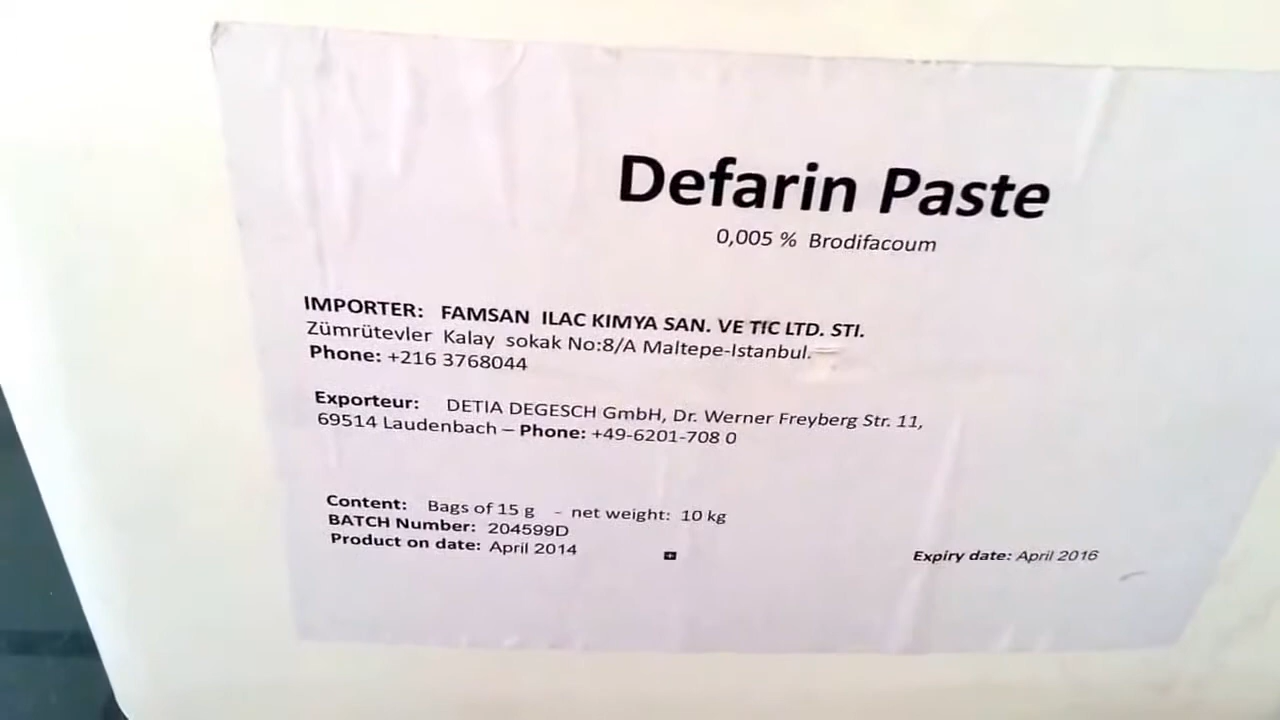 Defarin Paste
0,005 % Brodifacoum
IMPORTER: FAMSAN ILAC KIMYA SAN. VE TIC LTD. STI.
Zümrütevler Kalay sokak No:8/A Maltepe-Istanbul.
Phone: +216 3768044
Exporteur: DETIA DEGESCH GmbH, Dr. Werner Freyberg Str. 11,
69514 Laudenbach – Phone: +49-6201-708 0
Content: Bags of 15 g - net weight: 10 kg
BATCH Number: 204599D
Product on date: April 2014 Expiry date: April 2016